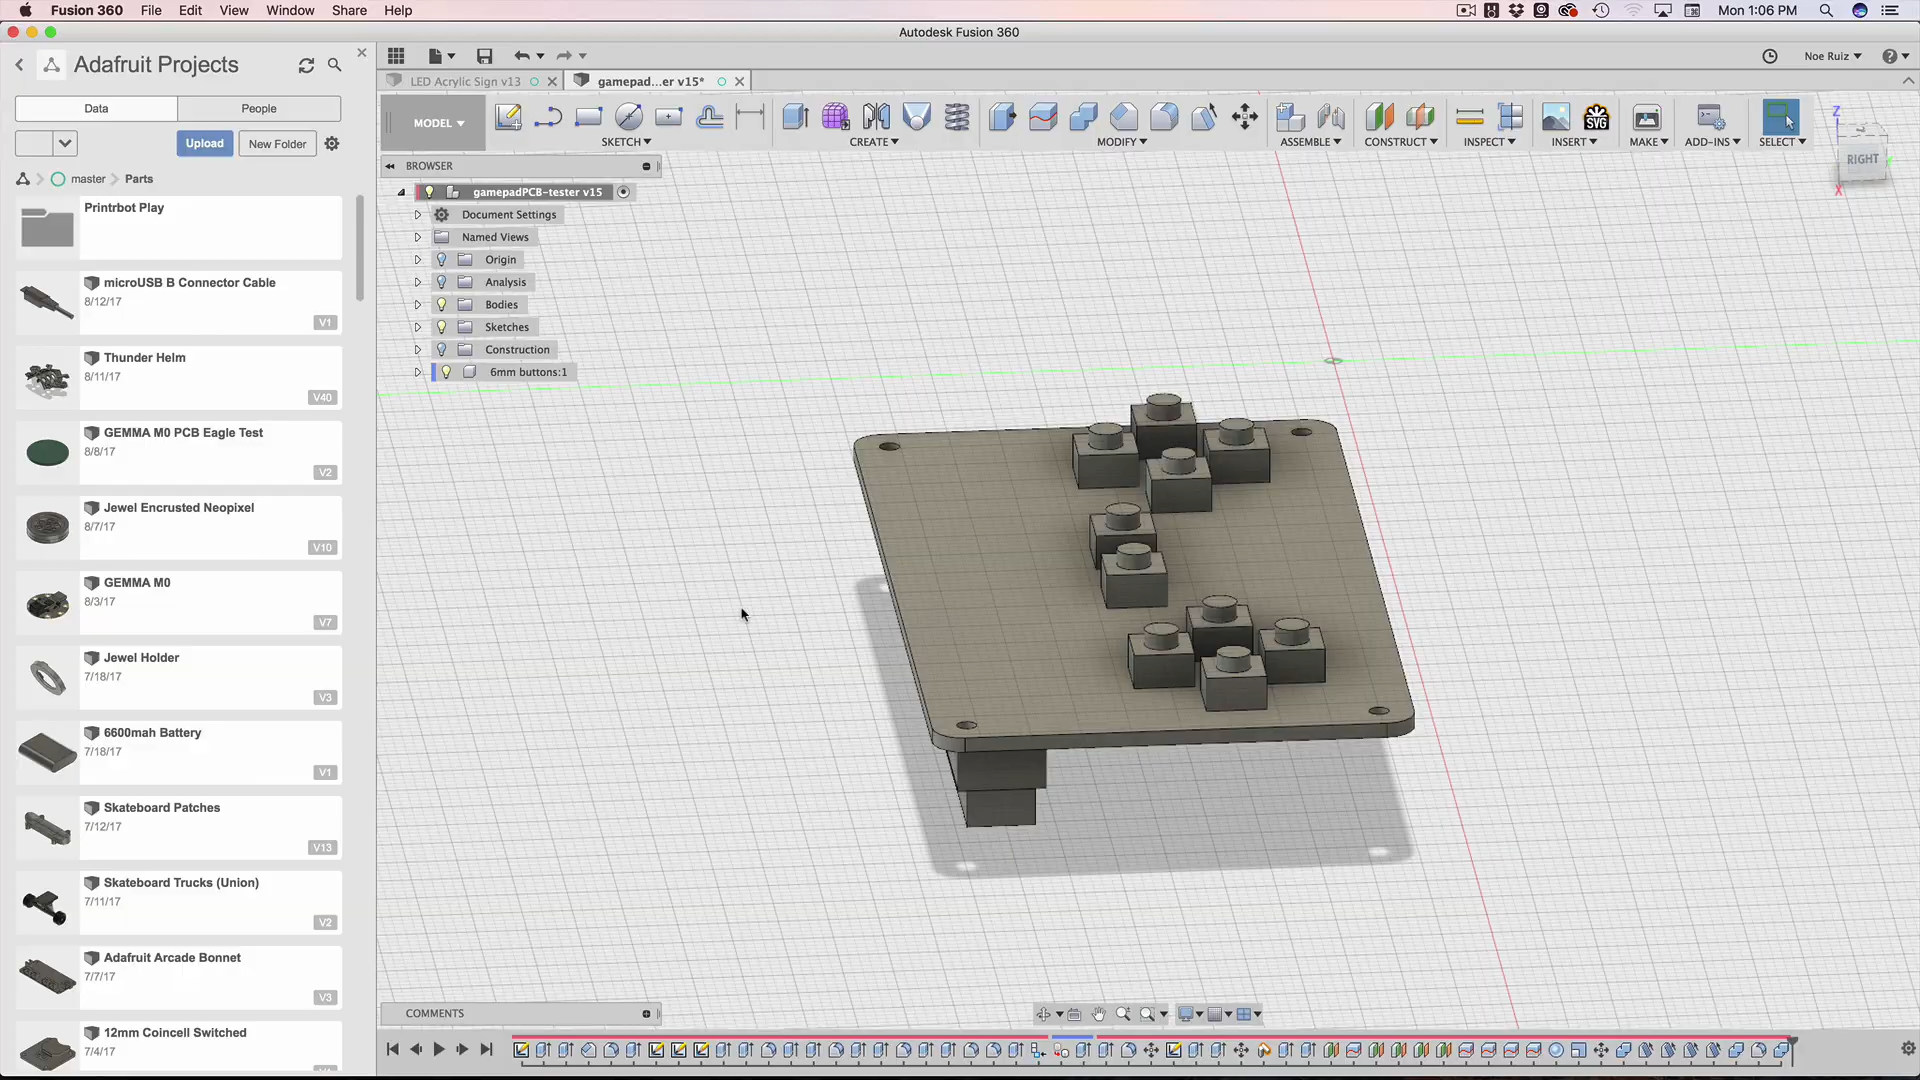 Fusion 360 File Edit View Window Share Help Mon 1:06 PM
Autodesk Fusion 360
Adafruit Projects
Noe Ruiz
LED Acrylic Sign v13 gamepad...er v15*
Data People
Upload New Folder
master Parts
Printrbot Play
microUSB B Connector Cable
8/12/17
V1
Thunder Helm
8/11/17
V40
GEMMA M0 PCB Eagle Test
8/8/17
V2
Jewel Encrusted Neopixel
8/7/17
V10
GEMMA M0
8/3/17
V7
Jewel Holder
7/18/17
V3
6600mah Battery
7/18/17
V1
Skateboard Patches
7/12/17
V13
Skateboard Trucks (Union)
7/11/17
V2
Adafruit Arcade Bonnet
7/7/17
V3
12mm Coincell Switched
7/4/17
MODEL
SVG
SKETCH CREATE MODIFY ASSEMBLE CONSTRUCT INSPECT INSERT MAKE ADD-INS SELECT
Z
RIGHT
X
BROWSER
gamepadPCB-tester v15
Document Settings
Named Views
Origin
Analysis
Bodies
Sketches
Construction
6mm buttons:1
COMMENTS